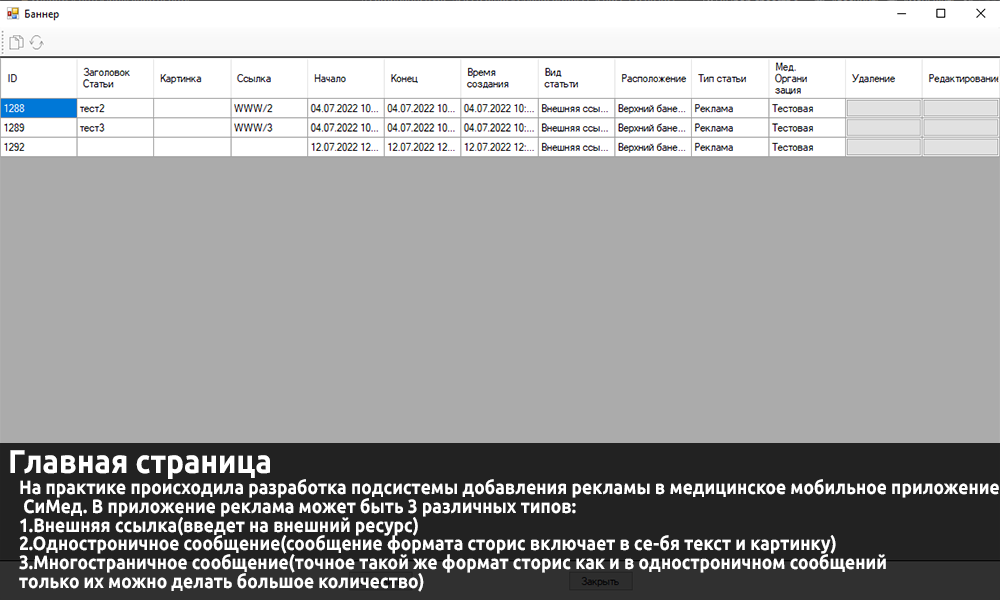 Баннер
ID Заголовок Статьи Картинка Ссылка Начало Конец Время создания Вид статьти Расположение Тип статьи Мед. Органи зация Удаление Редактировани
1288 тест2 WWW/2 04.07.2022 10... 04.07.2022 10... 04.07.2022 10:... Внешняя ссы... Верхний бане... Реклама Тестовая
1289 тест3 WWW/3 04.07.2022 10... 04.07.2022 10... 04.07.2022 10:... Внешняя ссы... Верхний бане... Реклама Тестовая
1292 12.07.2022 12... 12.07.2022 12... 12.07.2022 12:... Внешняя ссы... Верхний бане... Реклама Тестовая
Главная страница
На практике происходила разработка подсистемы добавления рекламы в медицинское мобильное приложение
СиМед. В приложение реклама может быть 3 различных типов:
1.Внешняя ссылка(введет на внешний ресурс)
2.Одностроничное сообщение(сообщение формата сторис включает в се-бя текст и картинку)
3.Многостраничное сообщение(точное такой же формат сторис как и в одностроничном сообщений
только их можно делать большое количество)
Закрыть